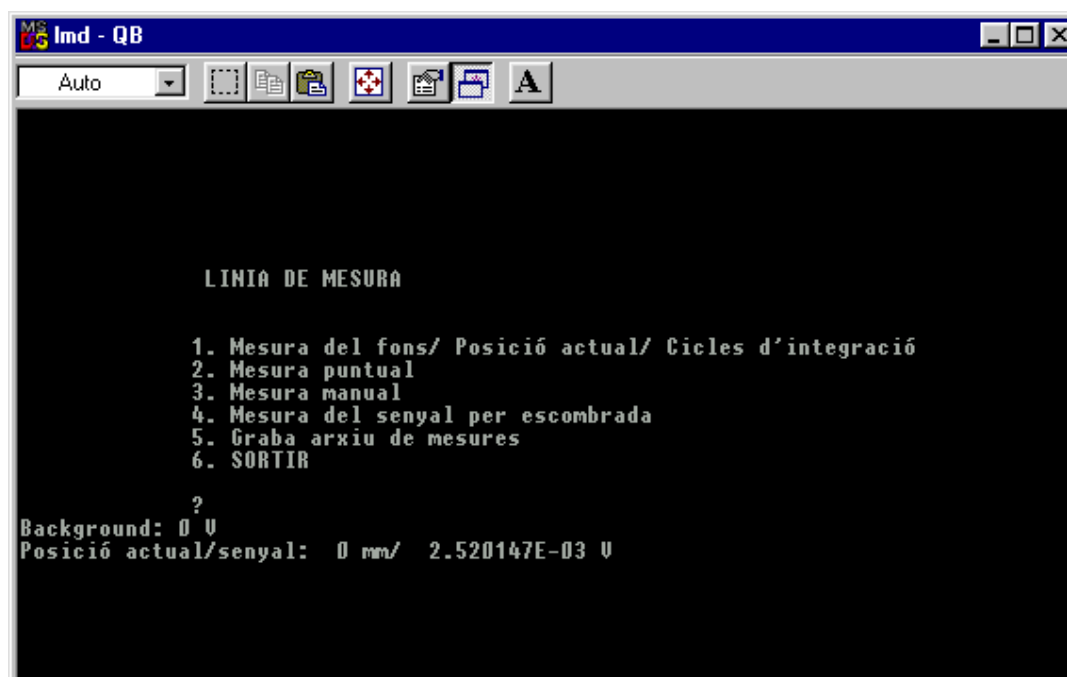 lmd - QB
Auto
A
LINIA DE MESURA
1. Mesura del fons/ Posició actual/ Cicles d'integració
2. Mesura puntual
3. Mesura manual
4. Mesura del senyal per escombrada
5. Graba arxiu de mesures
6. SORTIR
?
Background: 0 V
Posició actual/senyal: 0 mm/ 2.520147E-03 V